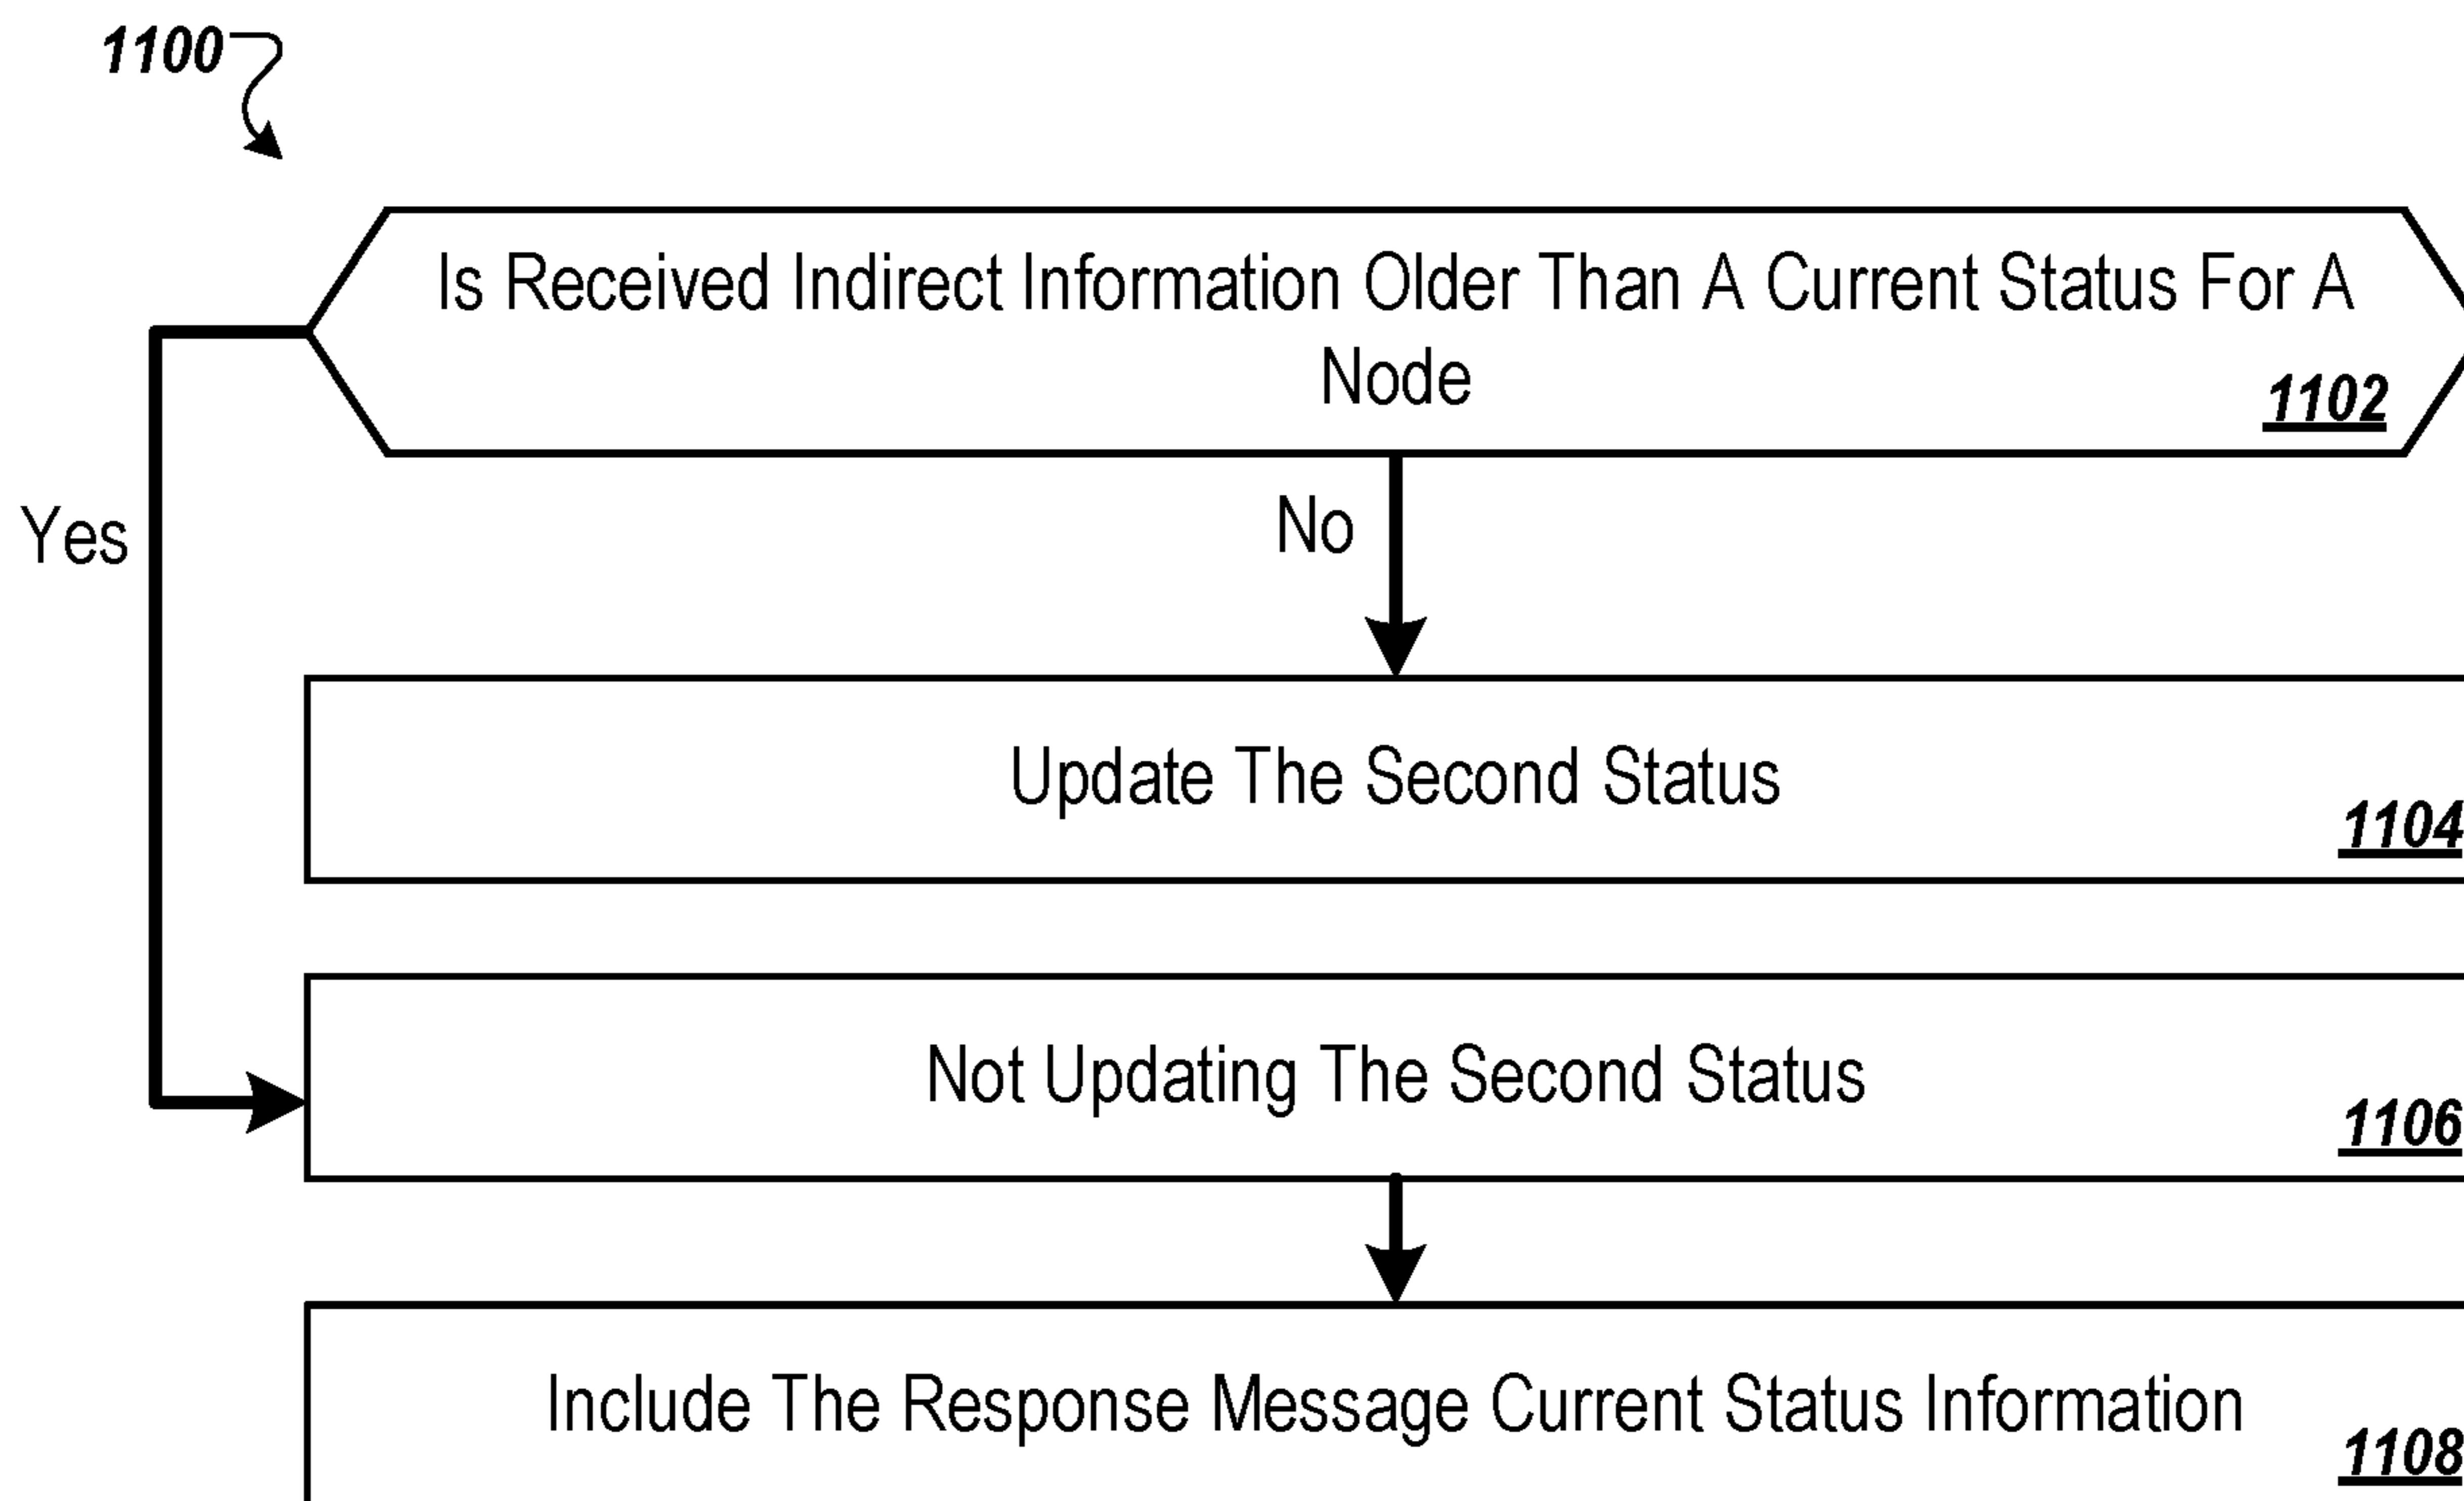 1100
Is Received Indirect Information Older Than A Current Status For A
Node
1102
Yes
No
Update The Second Status
1104
Not Updating The Second Status
1106
Include The Response Message Current Status Information
1108